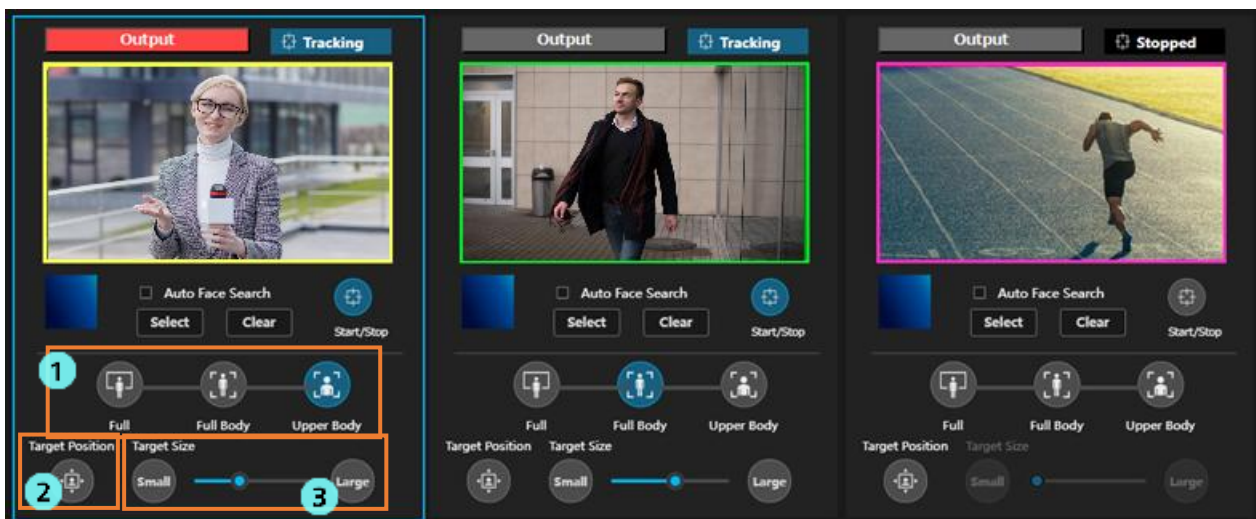 Output Tracking
Auto Face Search
Select Clear
Start/Stop
1
Full Full Body Upper Body
Target Position Target Size
2 Small 3 Large
Output Tracking
Auto Face Search
Select Clear
Start/Stop
Full Full Body Upper Body
Target Position Target Size
Small Large
Output Stopped
Auto Face Search
Select Clear
Start/Stop
Full Full Body Upper Body
Target Position Target Size
Small Large